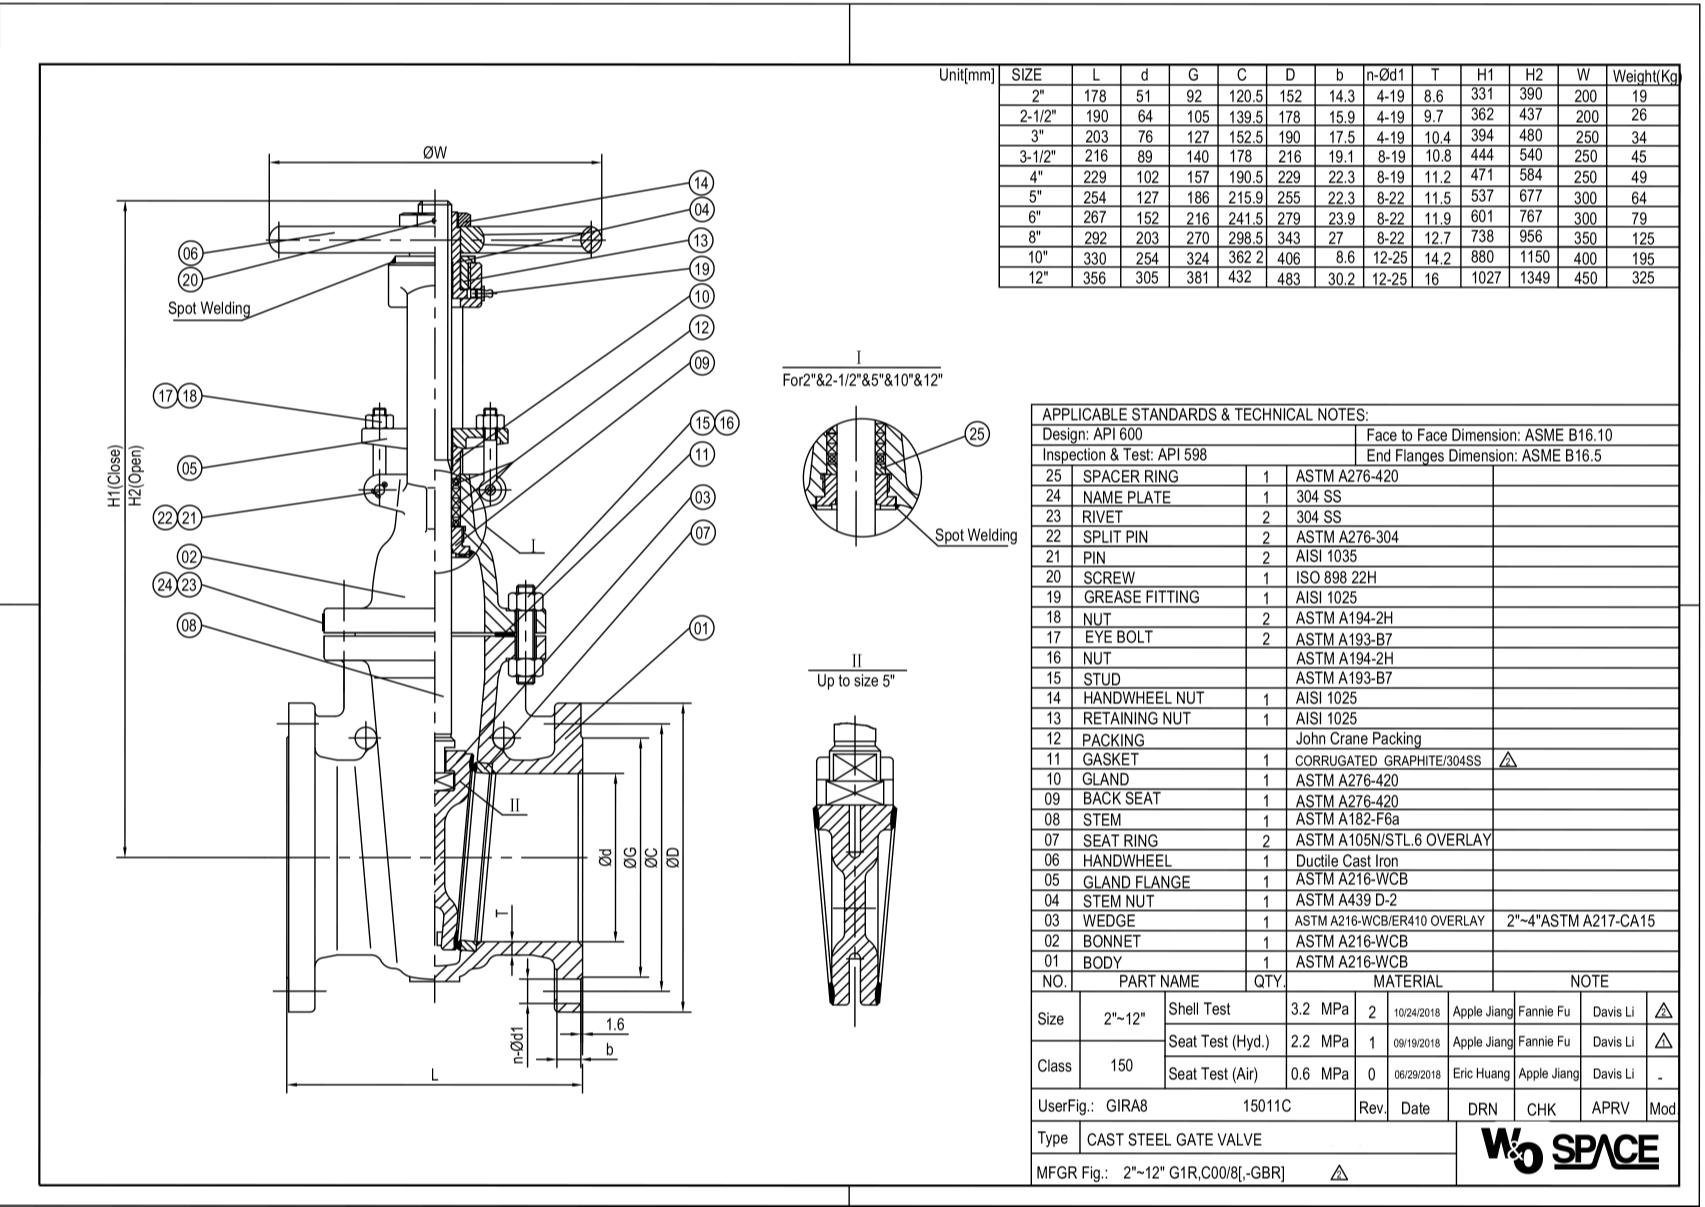 Unit[mm] SIZE L d G C D b n-Ød1 T H1 H2 W Weight(Kg)
2" 178 51 92 120.5 152 14.3 4-19 8.6 331 390 200 19
2-1/2" 190 64 105 139.5 178 15.9 4-19 9.7 362 437 200 26
3" 203 76 127 152.5 190 17.5 4-19 10.4 394 480 250 34
3-1/2" 216 89 140 178 216 19.1 8-19 10.8 444 540 250 45
4" 229 102 157 190.5 229 22.3 8-19 11.2 471 584 250 49
5" 254 127 186 215.9 255 22.3 8-22 11.5 537 677 300 64
6" 267 152 216 241.5 279 23.9 8-22 11.9 601 767 300 79
8" 292 203 270 298.5 343 27 8-22 12.7 738 956 350 125
10" 330 254 324 362 2 406 8.6 12-25 14.2 880 1150 400 195
12" 356 305 381 432 483 30.2 12-25 16 1027 1349 450 325
ØW
14
04
13
19
10
12
09
15 16
11
03
07
01
06
20
Spot Welding
17 18
05
22 21
02
24 23
08
H1(Close)
H2(Open)
I
II
Ød
ØG
ØC
ØD
T
n-Ød1
1.6
b
L
I
For2"&2-1/2"&5"&10"&12"
25
Spot Welding
II
Up to size 5"
APPLICABLE STANDARDS & TECHNICAL NOTES:
Design: API 600 Face to Face Dimension: ASME B16.10
Inspection & Test: API 598 End Flanges Dimension: ASME B16.5
25 SPACER RING 1 ASTM A276-420
24 NAME PLATE 1 304 SS
23 RIVET 2 304 SS
22 SPLIT PIN 2 ASTM A276-304
21 PIN 2 AISI 1035
20 SCREW 1 ISO 898 22H
19 GREASE FITTING 1 AISI 1025
18 NUT 2 ASTM A194-2H
17 EYE BOLT 2 ASTM A193-B7
16 NUT ASTM A194-2H
15 STUD ASTM A193-B7
14 HANDWHEEL NUT 1 AISI 1025
13 RETAINING NUT 1 AISI 1025
12 PACKING John Crane Packing
11 GASKET 1 CORRUGATED GRAPHITE/304SS 2
10 GLAND 1 ASTM A276-420
09 BACK SEAT 1 ASTM A276-420
08 STEM 1 ASTM A182-F6a
07 SEAT RING 2 ASTM A105N/STL.6 OVERLAY
06 HANDWHEEL 1 Ductile Cast Iron
05 GLAND FLANGE 1 ASTM A216-WCB
04 STEM NUT 1 ASTM A439 D-2
03 WEDGE 1 ASTM A216-WCB/ER410 OVERLAY 2"~4"ASTM A217-CA15
02 BONNET 1 ASTM A216-WCB
01 BODY 1 ASTM A216-WCB
NO. PART NAME QTY. MATERIAL NOTE
Size 2"~12" Shell Test 3.2 MPa 2 10/24/2018 Apple Jiang Fannie Fu Davis Li 2
Seat Test (Hyd.) 2.2 MPa 1 09/19/2018 Apple Jiang Fannie Fu Davis Li 1
Class 150 Seat Test (Air) 0.6 MPa 0 06/29/2018 Eric Huang Apple Jiang Davis Li -
UserFig.: GIRA8 15011C Rev. Date DRN CHK APRV Mod.
Type CAST STEEL GATE VALVE
MFGR Fig.: 2"~12" G1R,C00/8[,-GBR] 2
W&O SPACE